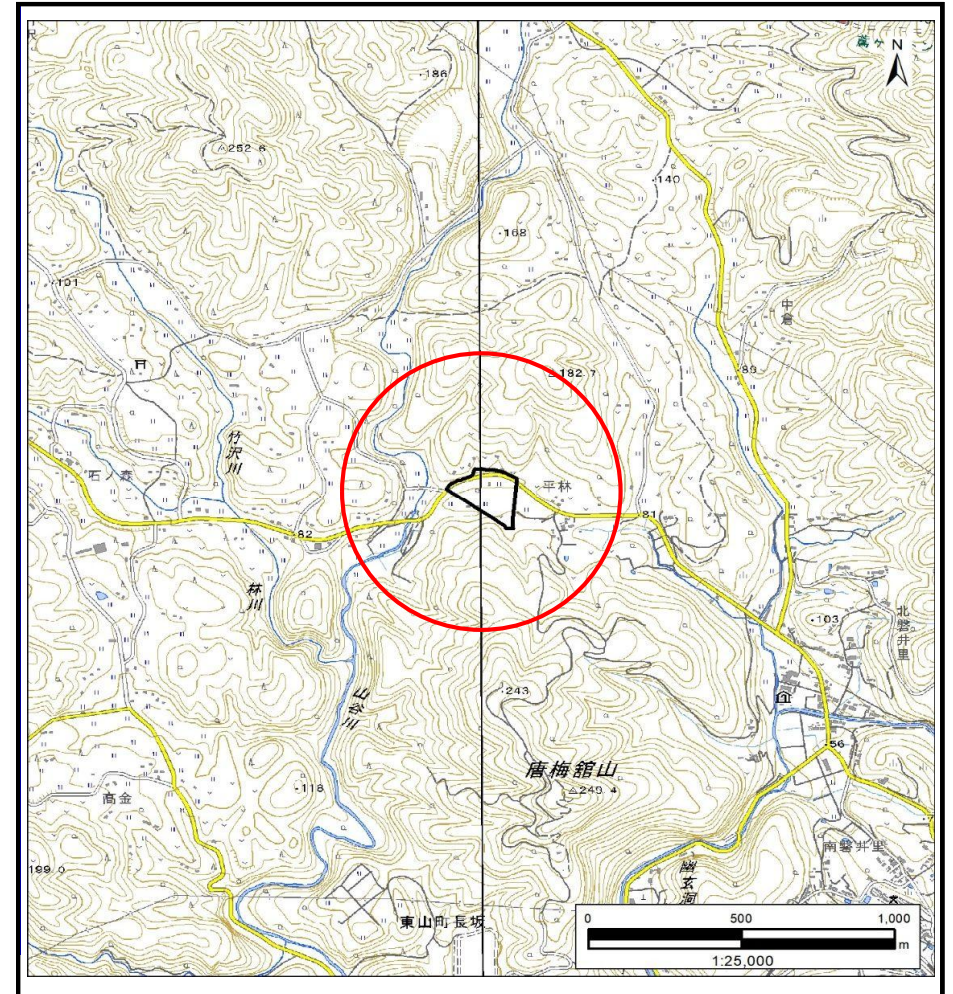 N
·186
△252.6
·140
·168
·101
中倉
·89
△182.7
竹沢川
石ノ森
平林
·81
·82
林川
·103
北磐井里
·243
山谷川
·56
唐梅舘山
△249.4
·118
高金
南磐井里
199.0
幽玄洞
東山町長坂
0 500 1,000
m
1:25,000